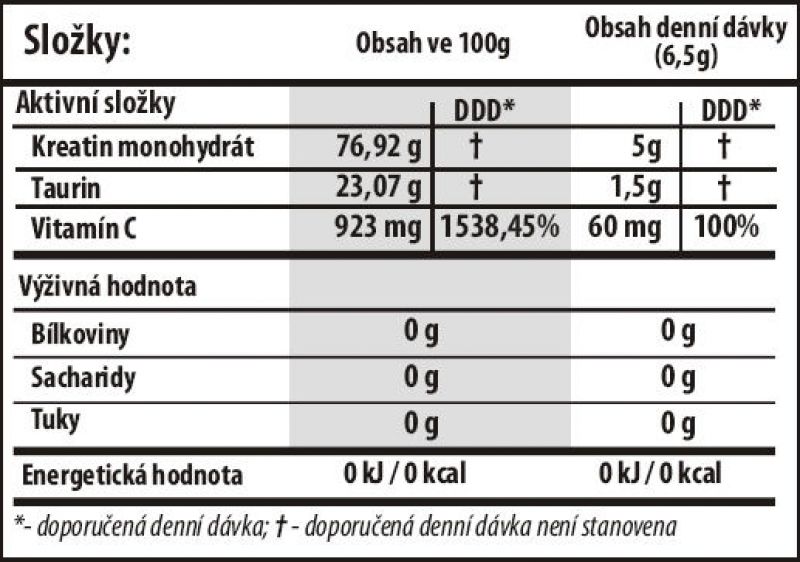 Složky: Obsah ve 100g Obsah denní dávky
(6,5g)
Aktivní složky DDD* DDD*
Kreatin monohydrát 76,92 g † 5g †
Taurin 23,07 g † 1,5g †
Vitamín C 923 mg 1538,45% 60 mg 100%
Výživná hodnota
Bílkoviny 0 g 0 g
Sacharidy 0 g 0 g
Tuky 0 g 0 g
Energetická hodnota 0 kJ / 0 kcal 0 kJ / 0 kcal
*- doporučená denní dávka; † - doporučená denní dávka není stanovena